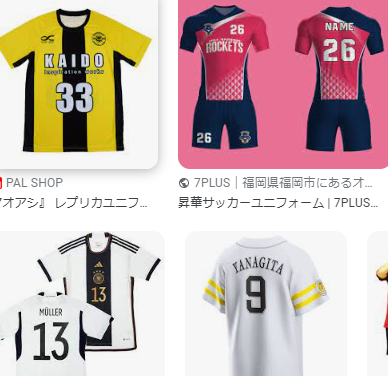 KAIDO
Inspiration Works
33
26
ROCKETS
26
NAME
26
PAL SHOP
7PLUS｜福岡県福岡市にあるオ...
アオアシ』 レプリカユニフ...
昇華サッカーユニフォーム | 7PLUS...
13
MÜLLER
13
YANAGITA
9